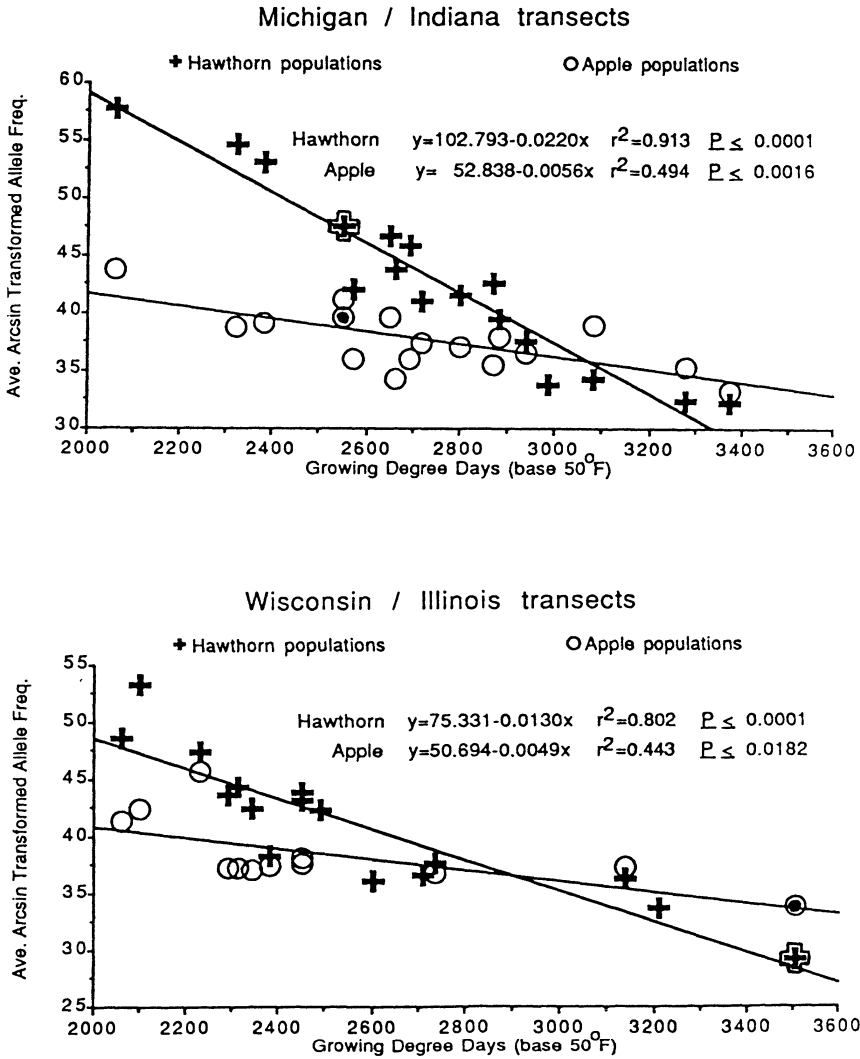 Michigan / Indiana transects
✚ Hawthorn populations ○ Apple populations
Ave. Arcsin Transformed Allele Freq.
60
55
50
45
40
35
30
Hawthorn y=102.793-0.0220x r2=0.913 P ≤ 0.0001
Apple y= 52.838-0.0056x r2=0.494 P ≤ 0.0016
2000 2200 2400 2600 2800 3000 3200 3400 3600
Growing Degree Days (base 50°F)
Wisconsin / Illinois transects
✚ Hawthorn populations ○ Apple populations
Ave. Arcsin Transformed Allele Freq.
55
50
45
40
35
30
25
Hawthorn y=75.331-0.0130x r2=0.802 P ≤ 0.0001
Apple y=50.694-0.0049x r2=0.443 P ≤ 0.0182
2000 2200 2400 2600 2800 3000 3200 3400 3600
Growing Degree Days (base 50°F)